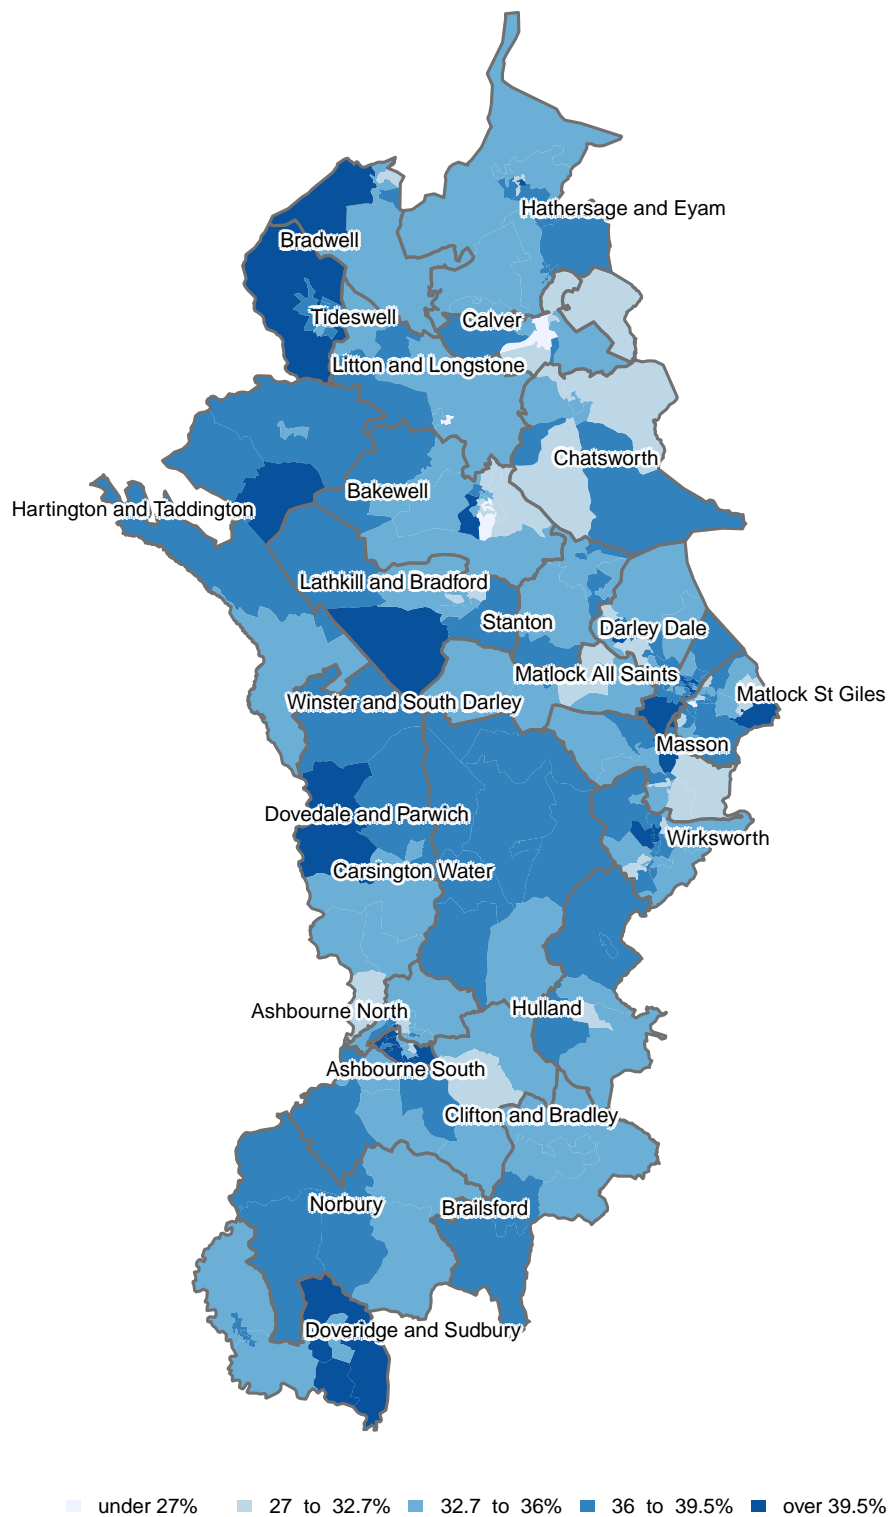 Hathersage and Eyam
Bradwell
Tideswell
Calver
Litton and Longstone
Chatsworth
Bakewell
Hartington and Taddington
Lathkill and Bradford
Stanton
Darley Dale
Matlock All Saints
Matlock St Giles
Winster and South Darley
Masson
Dovedale and Parwich
Wirksworth
Carsington Water
Ashbourne North
Hulland
Ashbourne South
Clifton and Bradley
Norbury
Brailsford
Doveridge and Sudbury
under 27% 27 to 32.7% 32.7 to 36% 36 to 39.5% over 39.5%